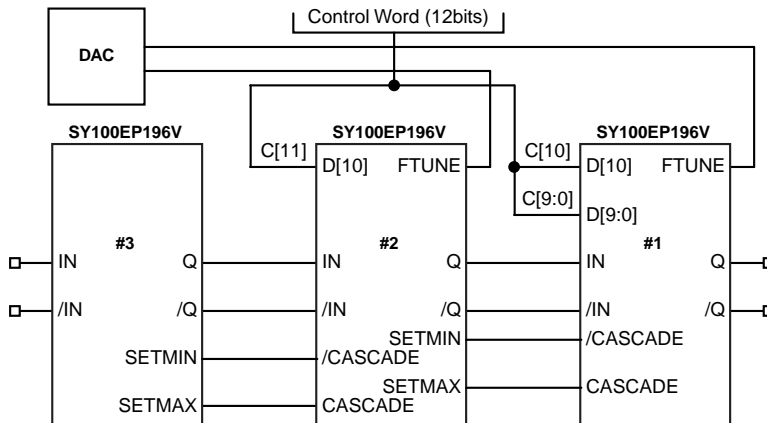 Control Word (12bits)
DAC
SY100EP196V
SY100EP196V
SY100EP196V
C[11]
D[10]
FTUNE
C[10]
D[10]
FTUNE
C[9:0]
D[9:0]
#3
#2
#1
IN
Q
IN
Q
IN
Q
/IN
/Q
/IN
/Q
/IN
/Q
SETMIN
/CASCADE
SETMIN
/CASCADE
SETMAX
CASCADE
SETMAX
CASCADE